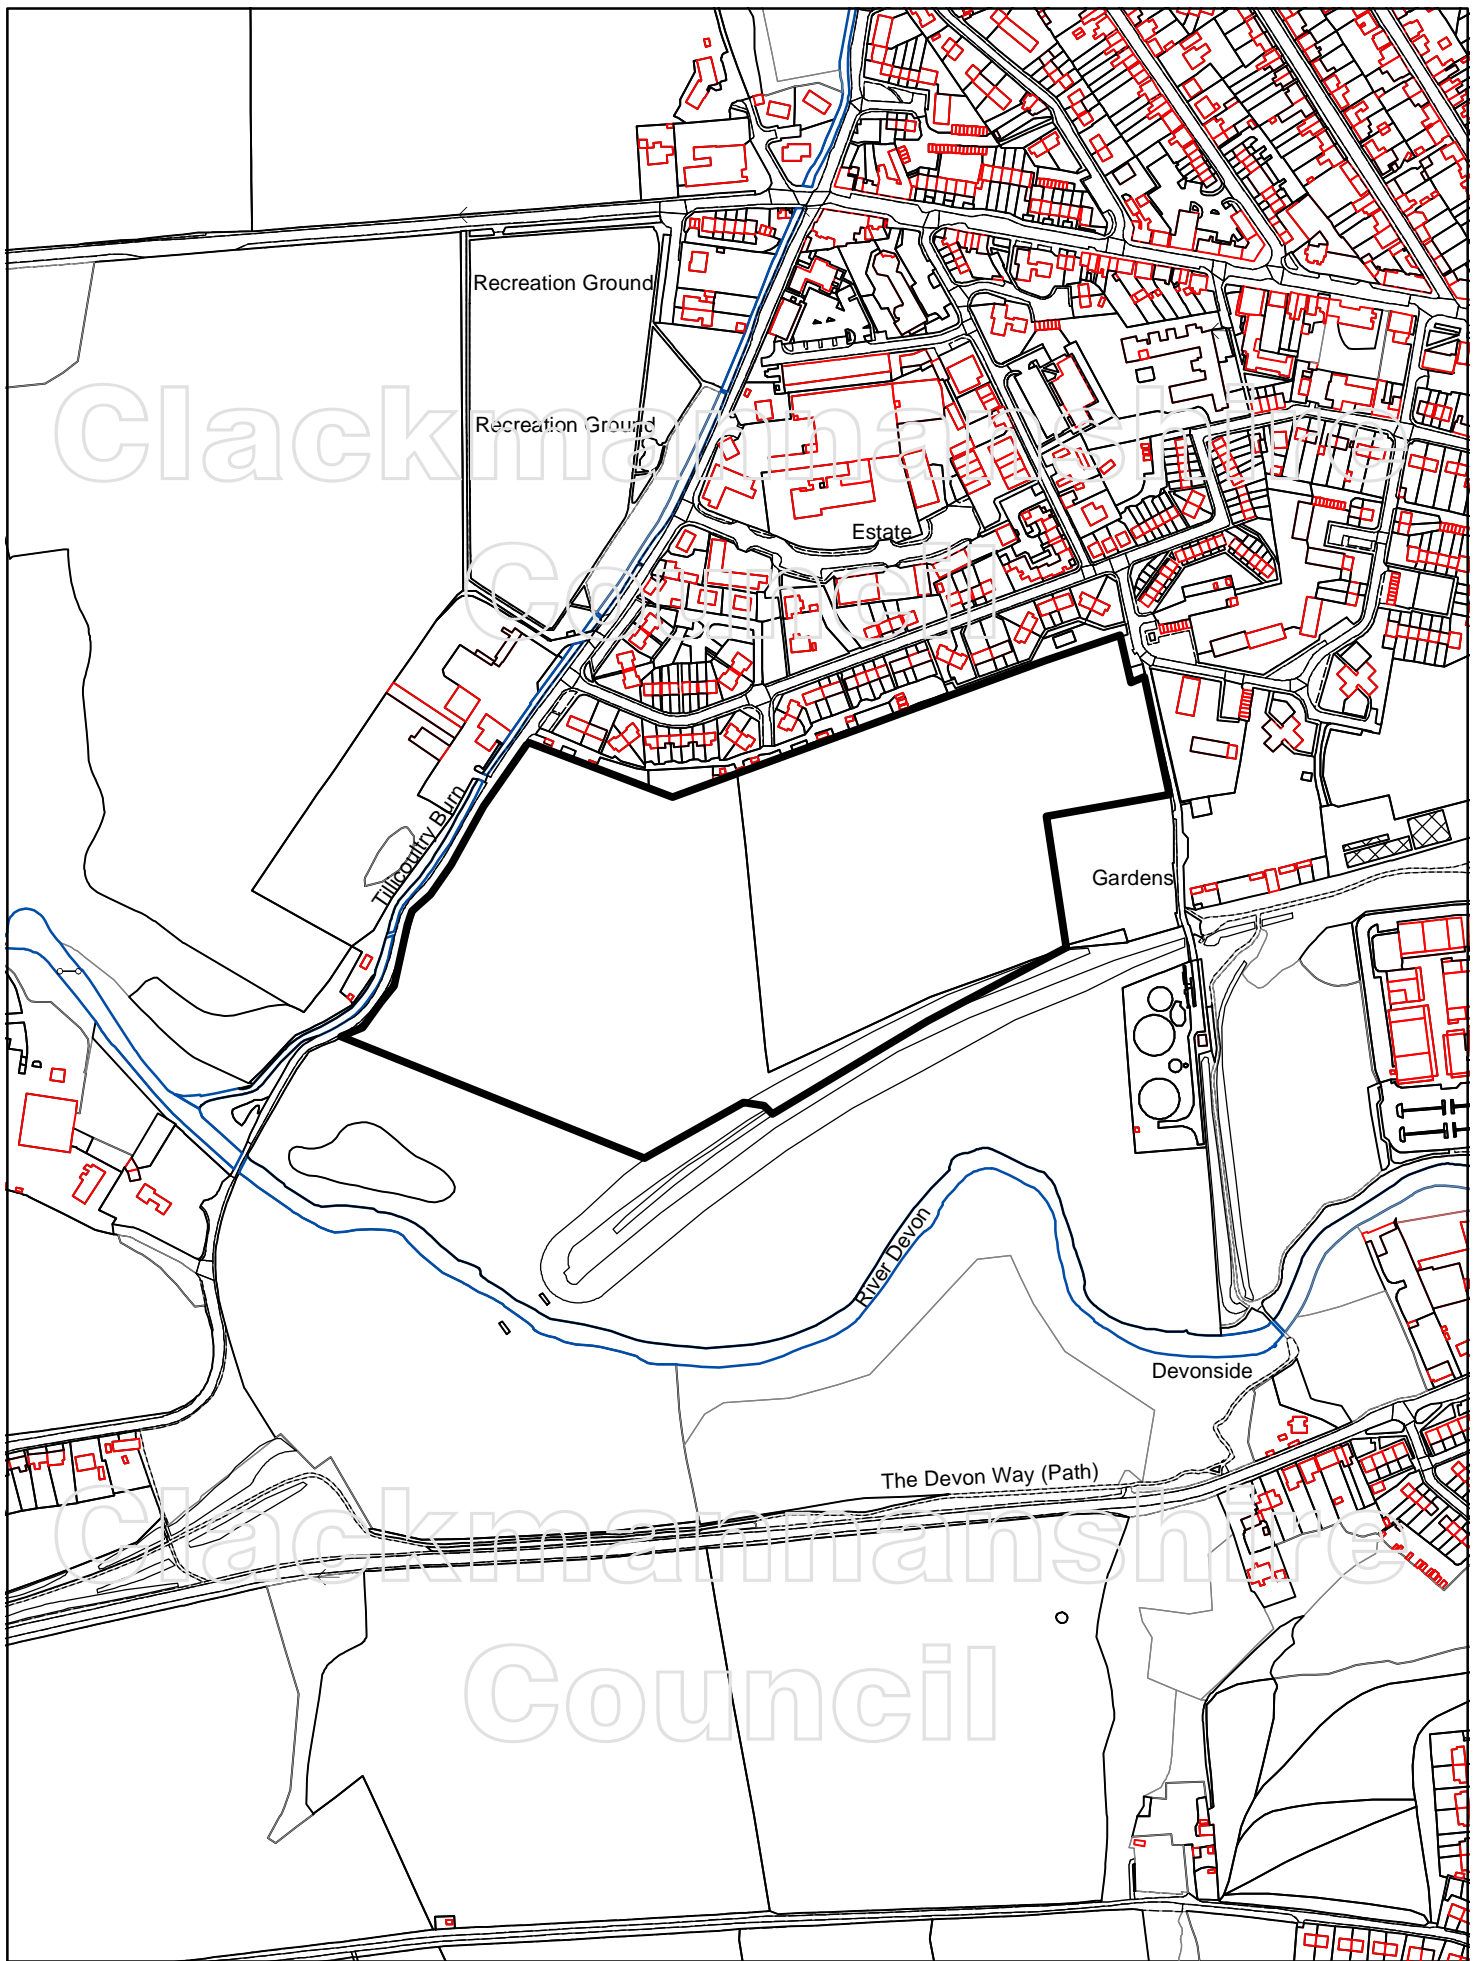 Recreation Ground
Clackmannanshire
Recreation Ground
Estate
Council
Tillicoultry Burn
Gardens
River Devon
Devonside
The Devon Way (Path)
Clackmannanshire
Council